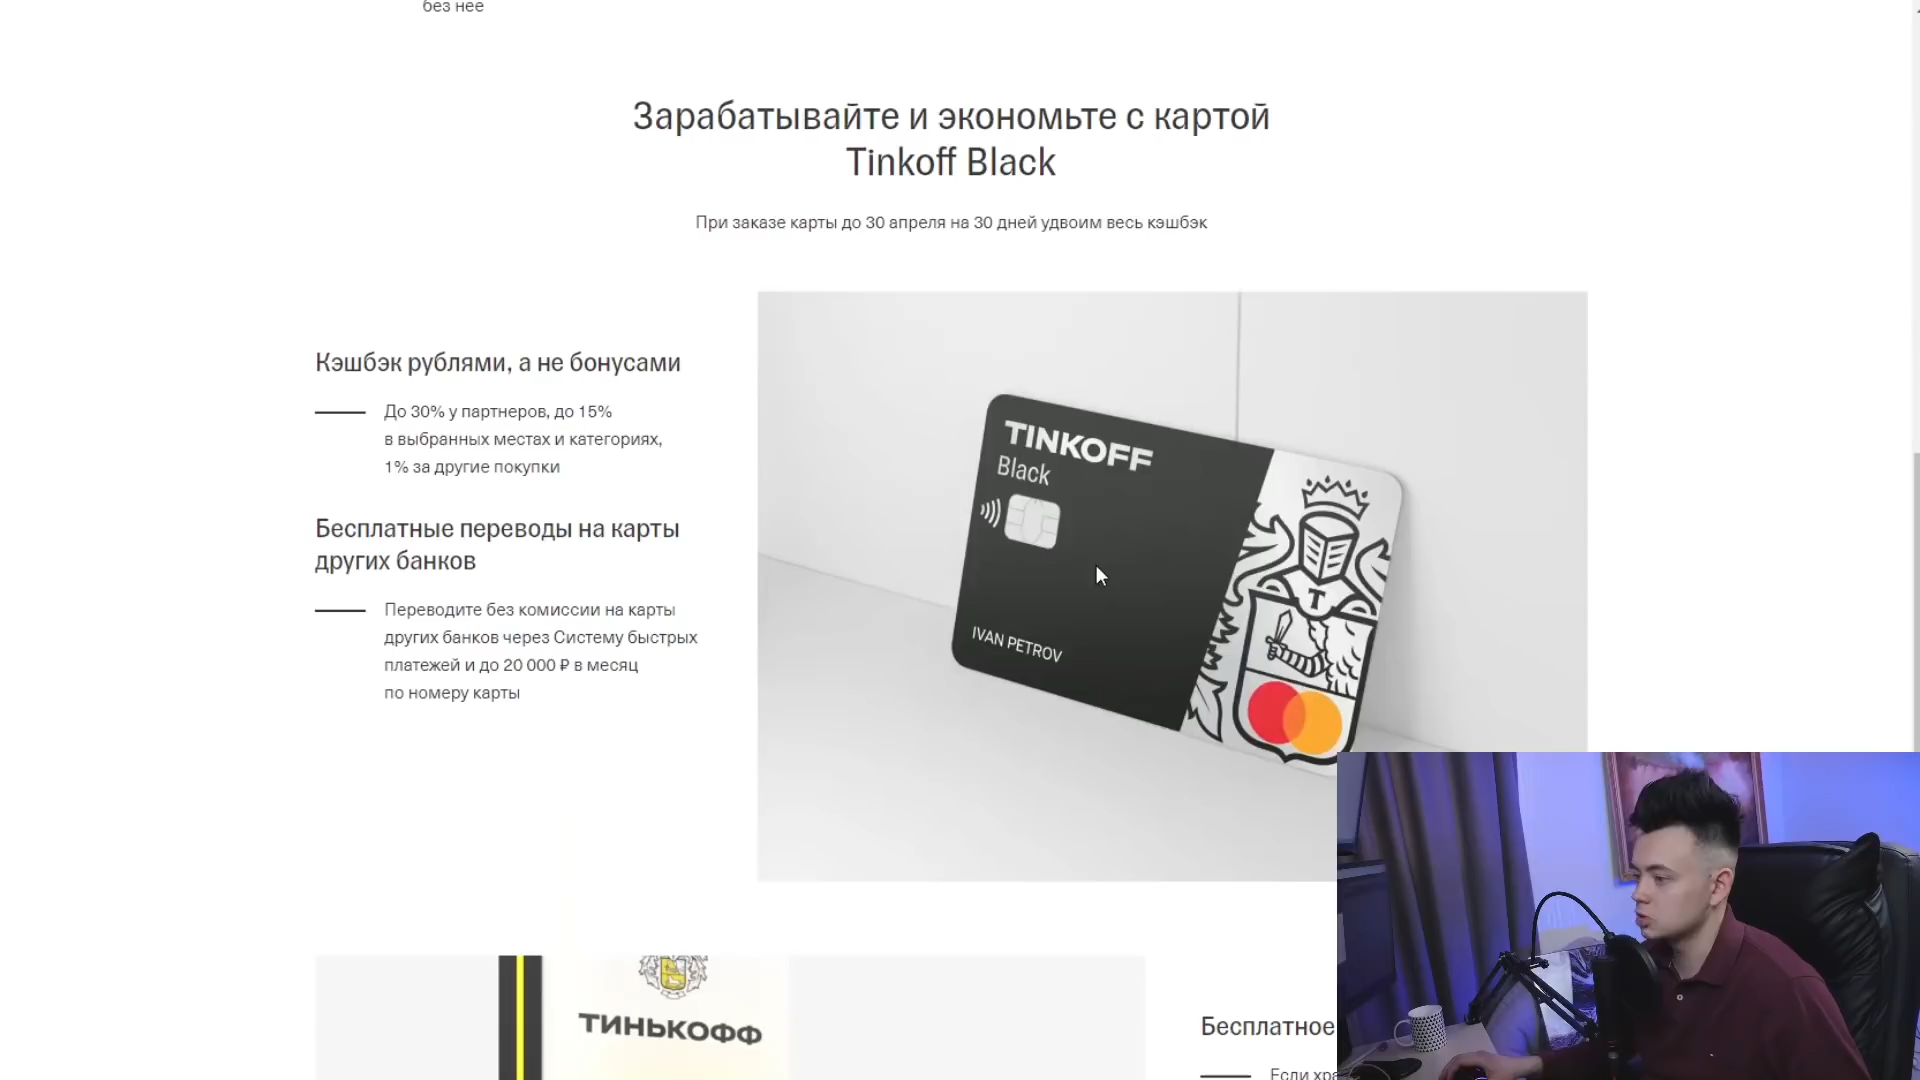 без нее
Зарабатывайте и экономьте с картой
Tinkoff Black
При заказе карты до 30 апреля на 30 дней удвоим весь кэшбэк
Кэшбэк рублями, а не бонусами
До 30% у партнеров, до 15%
в выбранных местах и категориях,
1% за другие покупки
Бесплатные переводы на карты
других банков
Переводите без комиссии на карты
других банков через Систему быстрых
платежей и до 20 000 ₽ в месяц
по номеру карты
TINKOFF
Black
IVAN PETROV
T
ТИНЬКОФФ
Бесплатное
Если